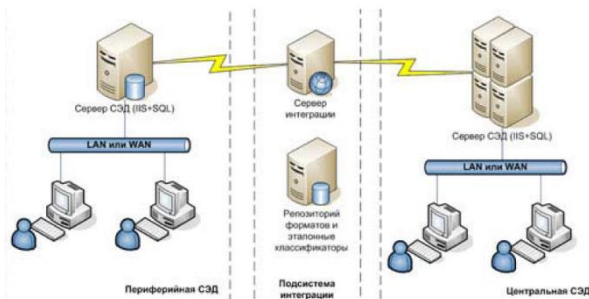 Сервер СЭД (IIS+SQL)
LAN или WAN
Периферийная СЭД
Сервер
интеграции
Репозиторий
форматов и
эталонные
классификаторы
Подсистема
интеграции
Сервер СЭД (IIS+SQL)
LAN или WAN
Центральная СЭД